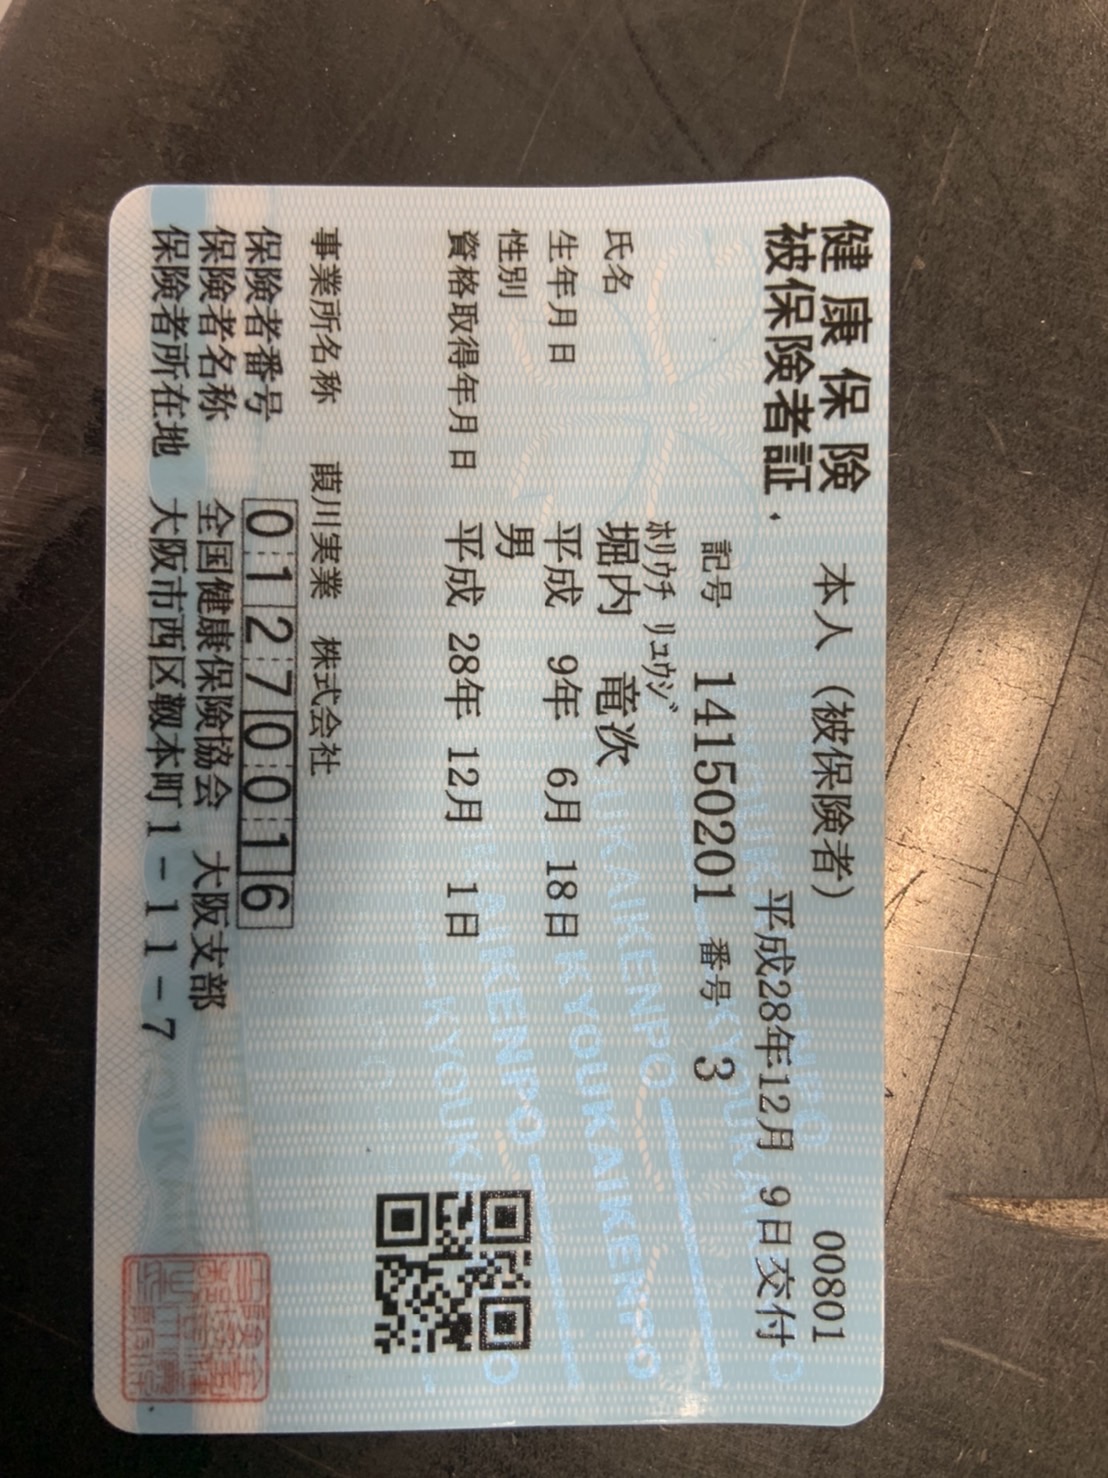 健康保険 本人（被保険者） 00801
被保険者証 平成28年12月 9日交付
記号 14150201 番号 3
ﾎﾘｳﾁ ﾘｭｳｼﾞ
氏名 堀内 竜次
生年月日 平成 9年 6月 18日
性別 男
資格取得年月日 平成 28年 12月 1日
事業所名称 葭川実業 株式会社
保険者番号 01270016
保険者名称 全国健康保険協会 大阪支部
保険者所在地 大阪市西区靱本町1-11-7
KYOUKAIKENPO